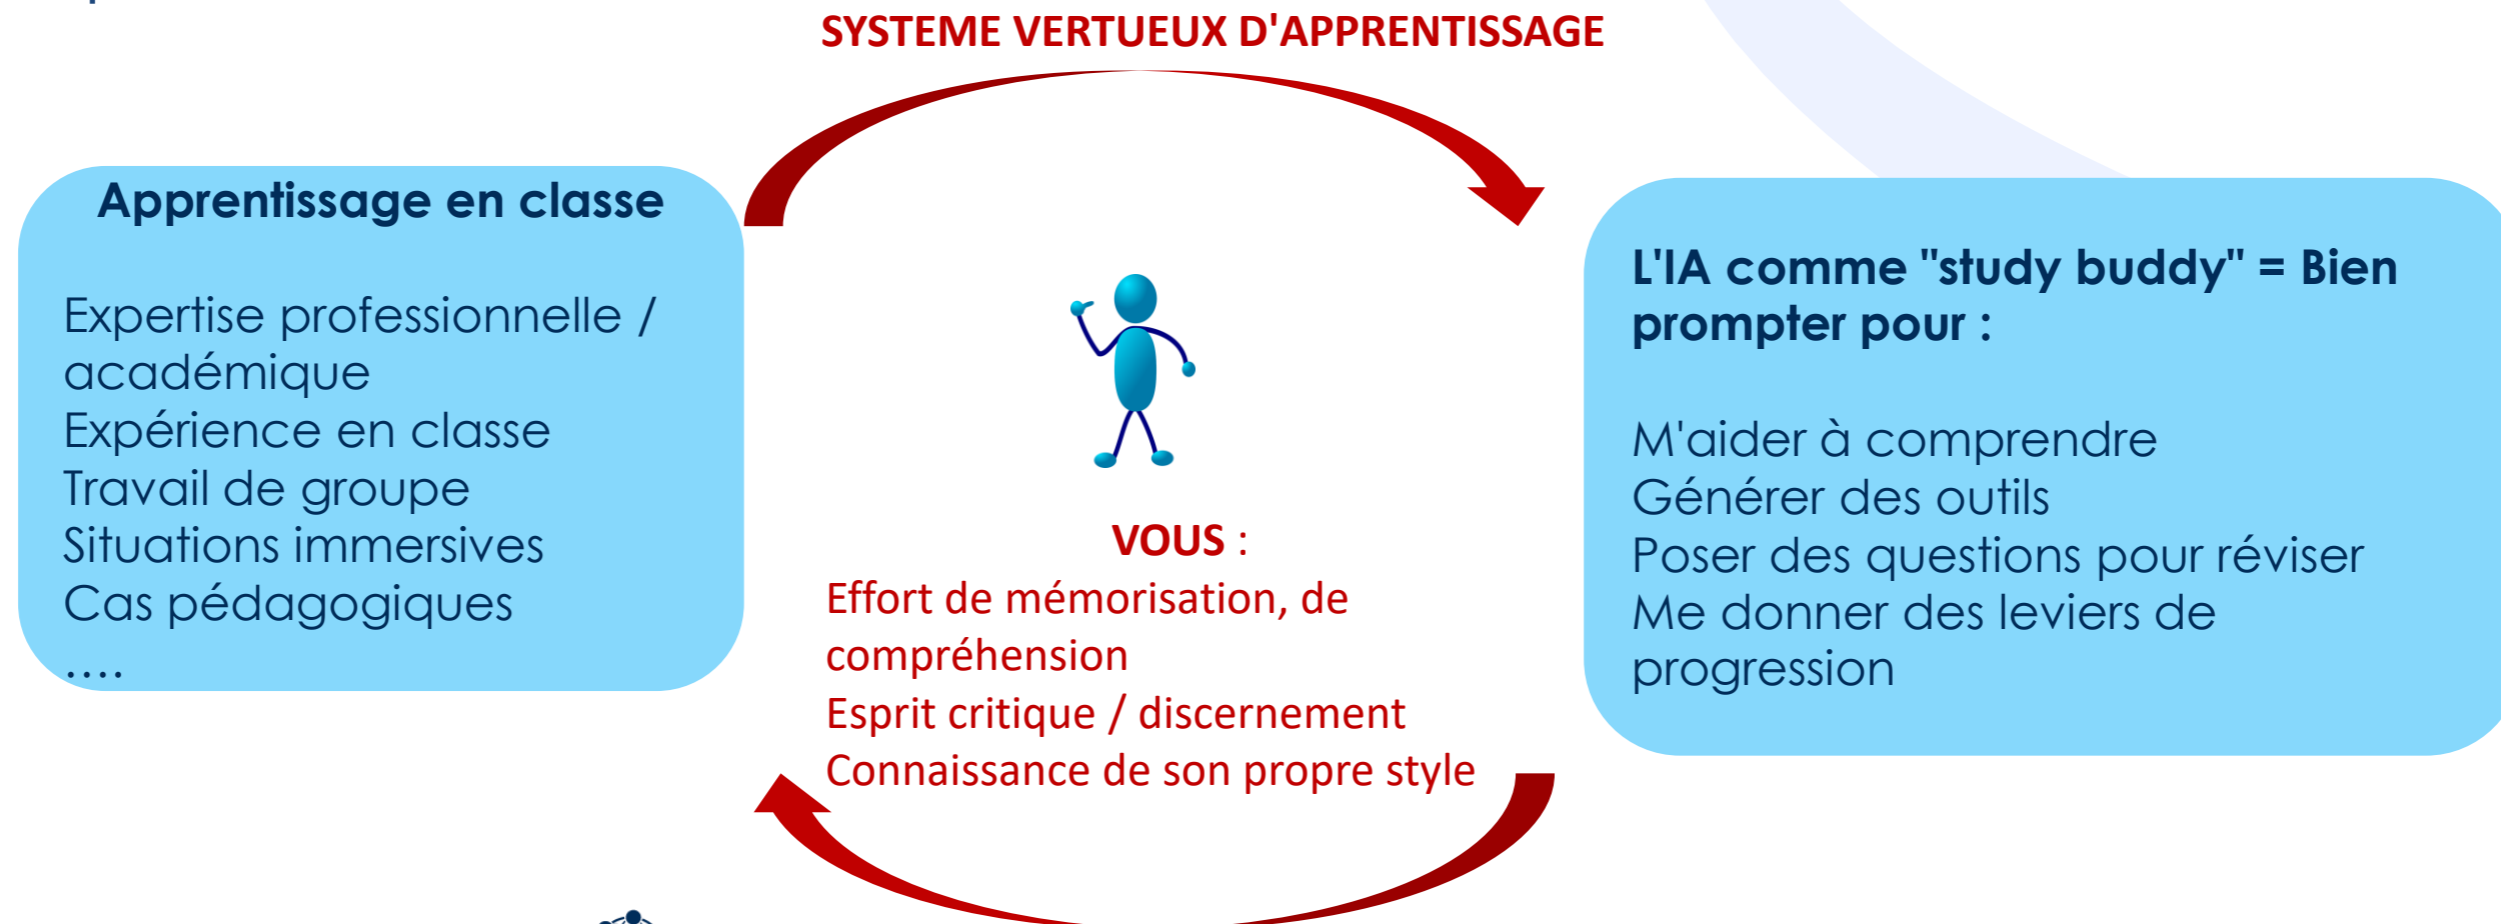 SYSTEME VERTUEUX D'APPRENTISSAGE
Apprentissage en classe
Expertise professionnelle /
académique
Expérience en classe
Travail de groupe
Situations immersives
Cas pédagogiques
....
VOUS :
Effort de mémorisation, de
compréhension
Esprit critique / discernement
Connaissance de son propre style
L'IA comme "study buddy" = Bien
prompter pour :
M'aider à comprendre
Générer des outils
Poser des questions pour réviser
Me donner des leviers de
progression